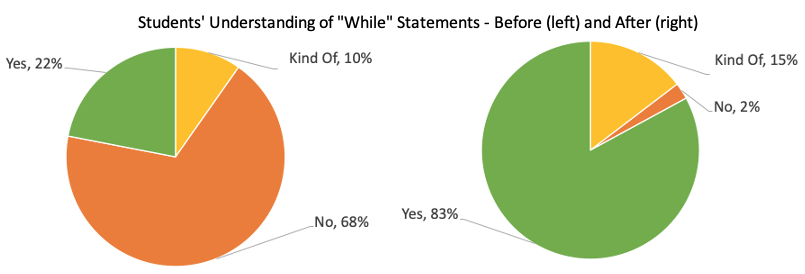 Students' Understanding of "While" Statements - Before (left) and After (right)
Yes, 22%
Kind Of, 10%
No, 68%
Kind Of, 15%
No, 2%
Yes, 83%